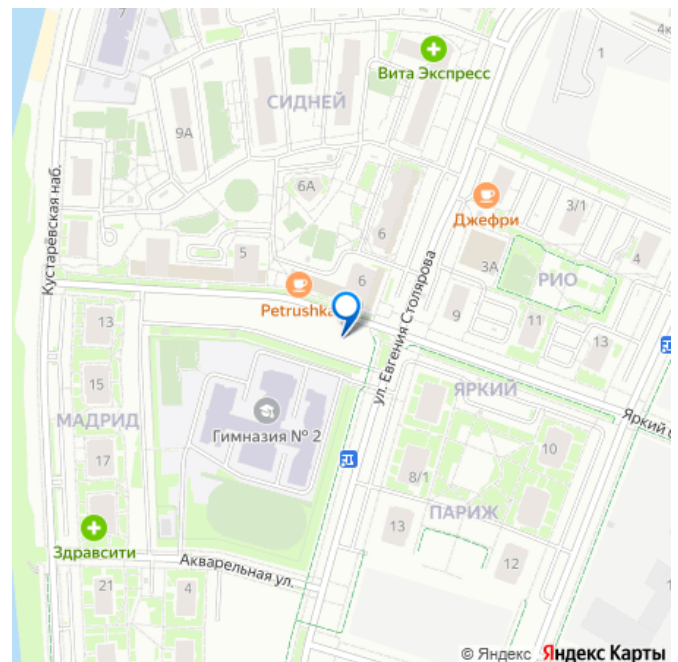 7
4к
1
Вита Экспресс
СИДНЕЙ
9А
6А
3/1
Джефри
Кустарёвская наб.
6
5
3А
4
РИО
6
Petrushka
ул. Евгения Столярова
9
11
13
13
15
ЯРКИЙ
Яркий
МАДРИД
Гимназия № 2
17
10
8/1
ПАРИЖ
13
Здравсити
Акварельная ул.
12
21
4
1
© Яндекс Яндекс Карты